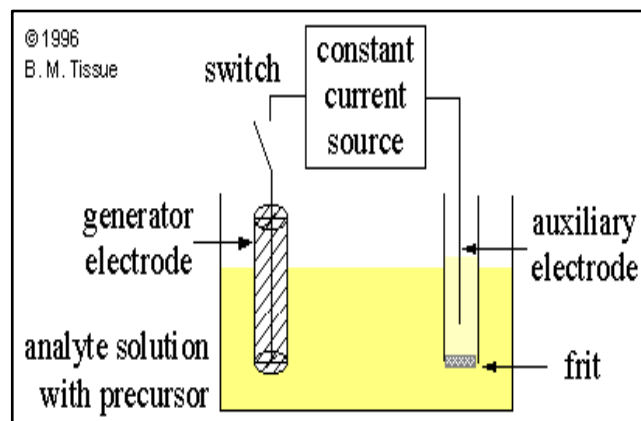 © 1996
B. M. Tissue
switch
constant
current
source
generator
electrode
auxiliary
electrode
analyte solution
with precursor
frit